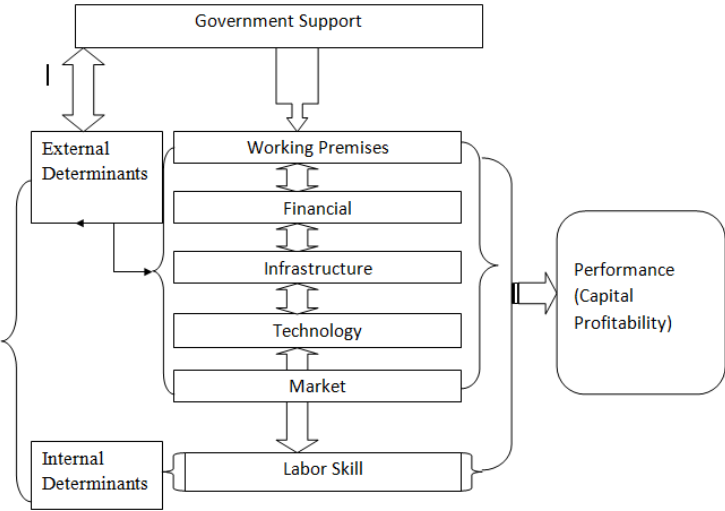 Government Support
External
Determinants
Working Premises
Financial
Infrastructure
Technology
Market
Performance
(Capital
Profitability)
Internal
Determinants
Labor Skill